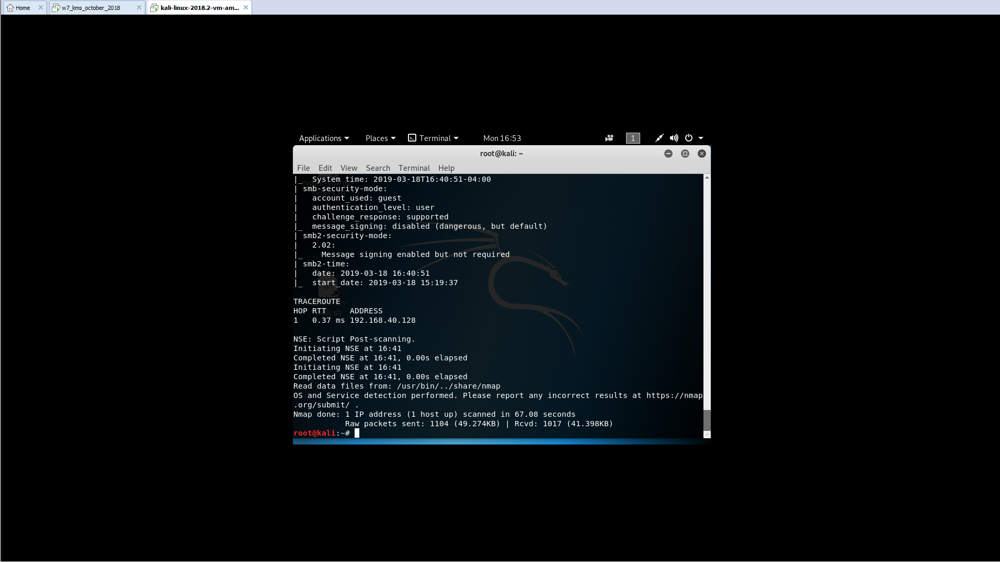 Home
w7_kms_october_2018
kali-linux-2018.2-vm-am...
Applications Places Terminal Mon 16:53 1
root@kali: ~
File Edit View Search Terminal Help
|_  System time: 2019-03-18T16:40:51-04:00
| smb-security-mode:
|   account_used: guest
|   authentication_level: user
|   challenge_response: supported
|_  message_signing: disabled (dangerous, but default)
| smb2-security-mode:
|   2.02:
|_    Message signing enabled but not required
| smb2-time:
|   date: 2019-03-18 16:40:51
|_  start_date: 2019-03-18 15:19:37
TRACEROUTE
HOP RTT     ADDRESS
1   0.37 ms 192.168.40.128
NSE: Script Post-scanning.
Initiating NSE at 16:41
Completed NSE at 16:41, 0.00s elapsed
Initiating NSE at 16:41
Completed NSE at 16:41, 0.00s elapsed
Read data files from: /usr/bin/../share/nmap
OS and Service detection performed. Please report any incorrect results at https://nmap
.org/submit/ .
Nmap done: 1 IP address (1 host up) scanned in 67.08 seconds
           Raw packets sent: 1104 (49.274KB) | Rcvd: 1017 (41.398KB)
root@kali:~#